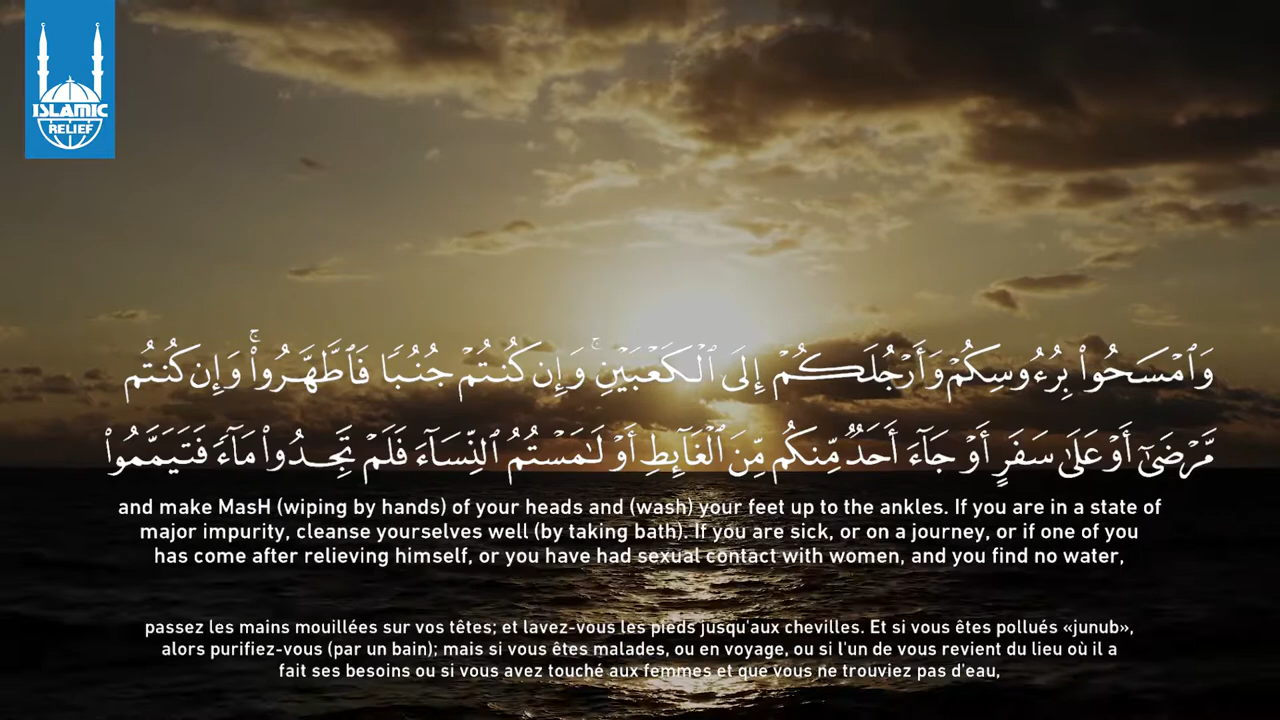 ISLAMIC
RELIEF
وَٱمْسَحُوا۟ بِرُءُوسِكُمْ وَأَرْجُلَكُمْ إِلَى ٱلْكَعْبَيْنِ ۚ وَإِن كُنتُمْ جُنُبًا فَٱطَّهَّرُوا۟ ۚ وَإِن كُنتُم
مَّرْضَىٰٓ أَوْ عَلَىٰ سَفَرٍ أَوْ جَآءَ أَحَدٌ مِّنكُم مِّنَ ٱلْغَآئِطِ أَوْ لَـٰمَسْتُمُ ٱلنِّسَآءَ فَلَمْ تَجِدُوا۟ مَآءً فَتَيَمَّمُوا۟
and make MasH (wiping by hands) of your heads and (wash) your feet up to the ankles. If you are in a state of
major impurity, cleanse yourselves well (by taking bath). If you are sick, or on a journey, or if one of you
has come after relieving himself, or you have had sexual contact with women, and you find no water,
passez les mains mouillées sur vos têtes; et lavez-vous les pieds jusqu'aux chevilles. Et si vous êtes pollués «junub»,
alors purifiez-vous (par un bain); mais si vous êtes malades, ou en voyage, ou si l'un de vous revient du lieu où il a
fait ses besoins ou si vous avez touché aux femmes et que vous ne trouviez pas d'eau,